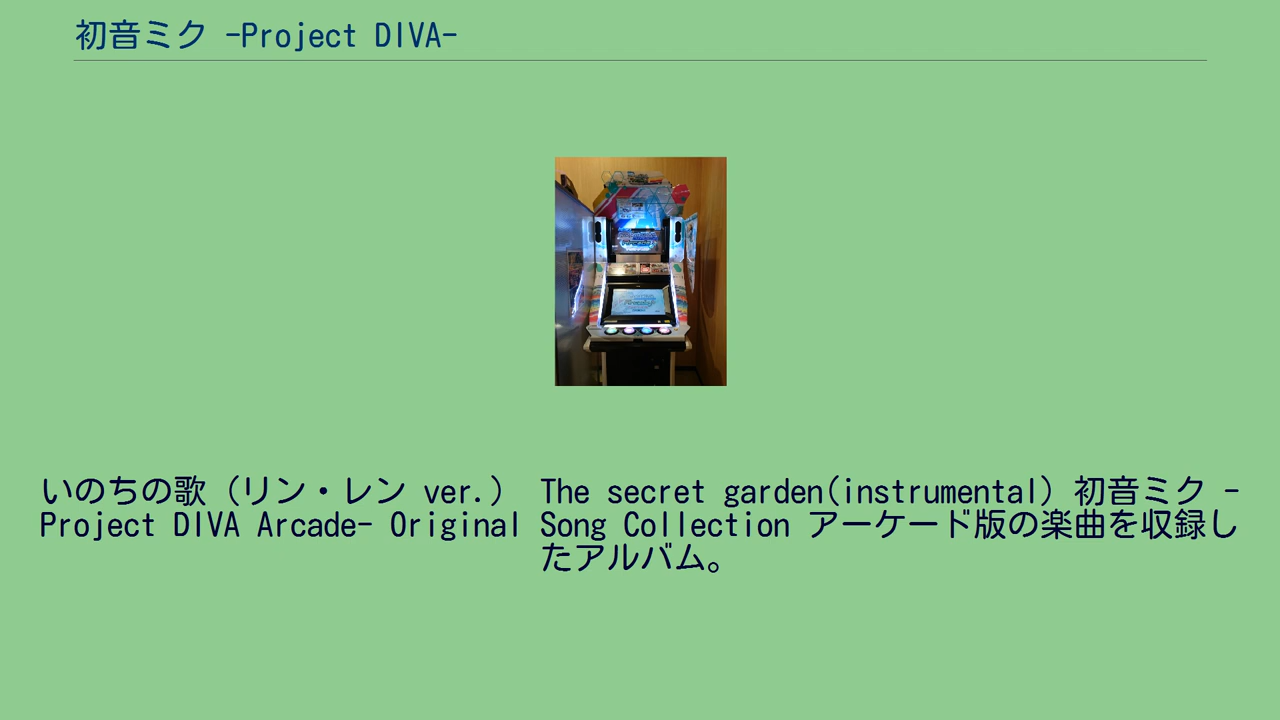 初音ミク -Project DIVA-
いのちの歌（リン・レン ver.） The secret garden(instrumental) 初音ミク -
Project DIVA Arcade- Original Song Collection アーケード版の楽曲を収録し
たアルバム。